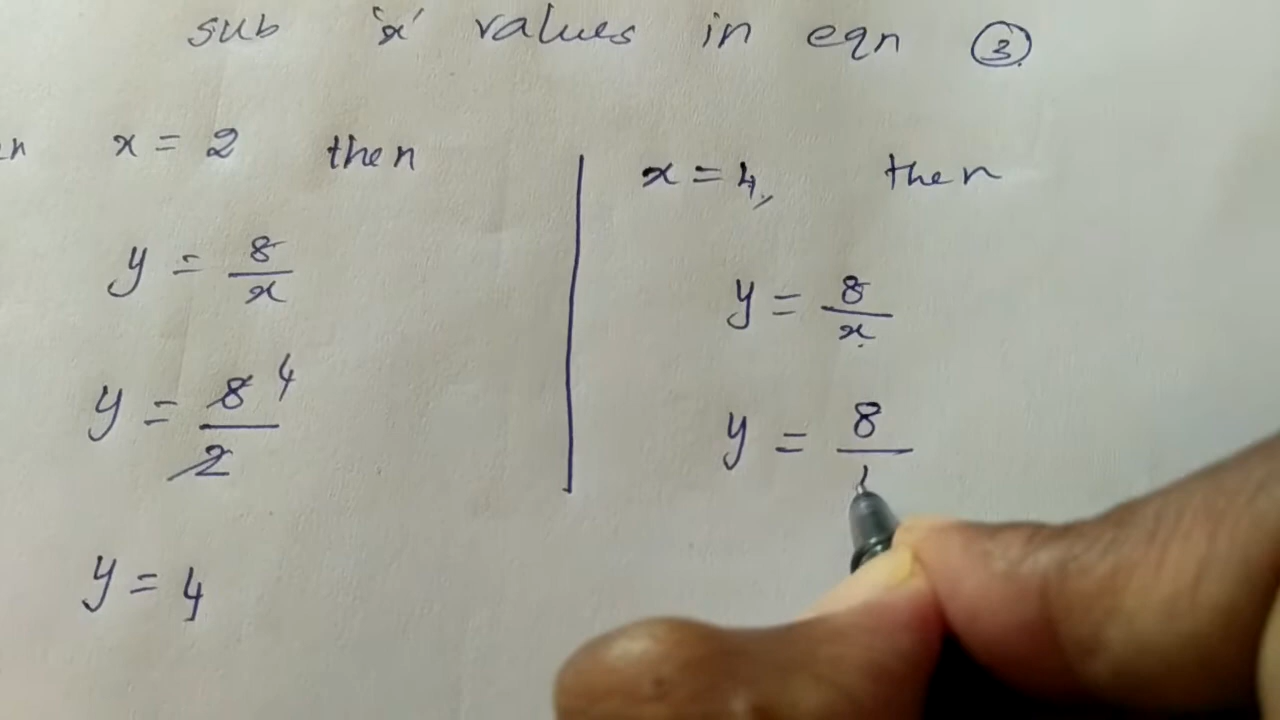 sub 'x' values in eqn ③
x = 2 then
y = 8/x
y = 8/2 4
y = 4
x = 4, then
y = 8/x
y = 8/